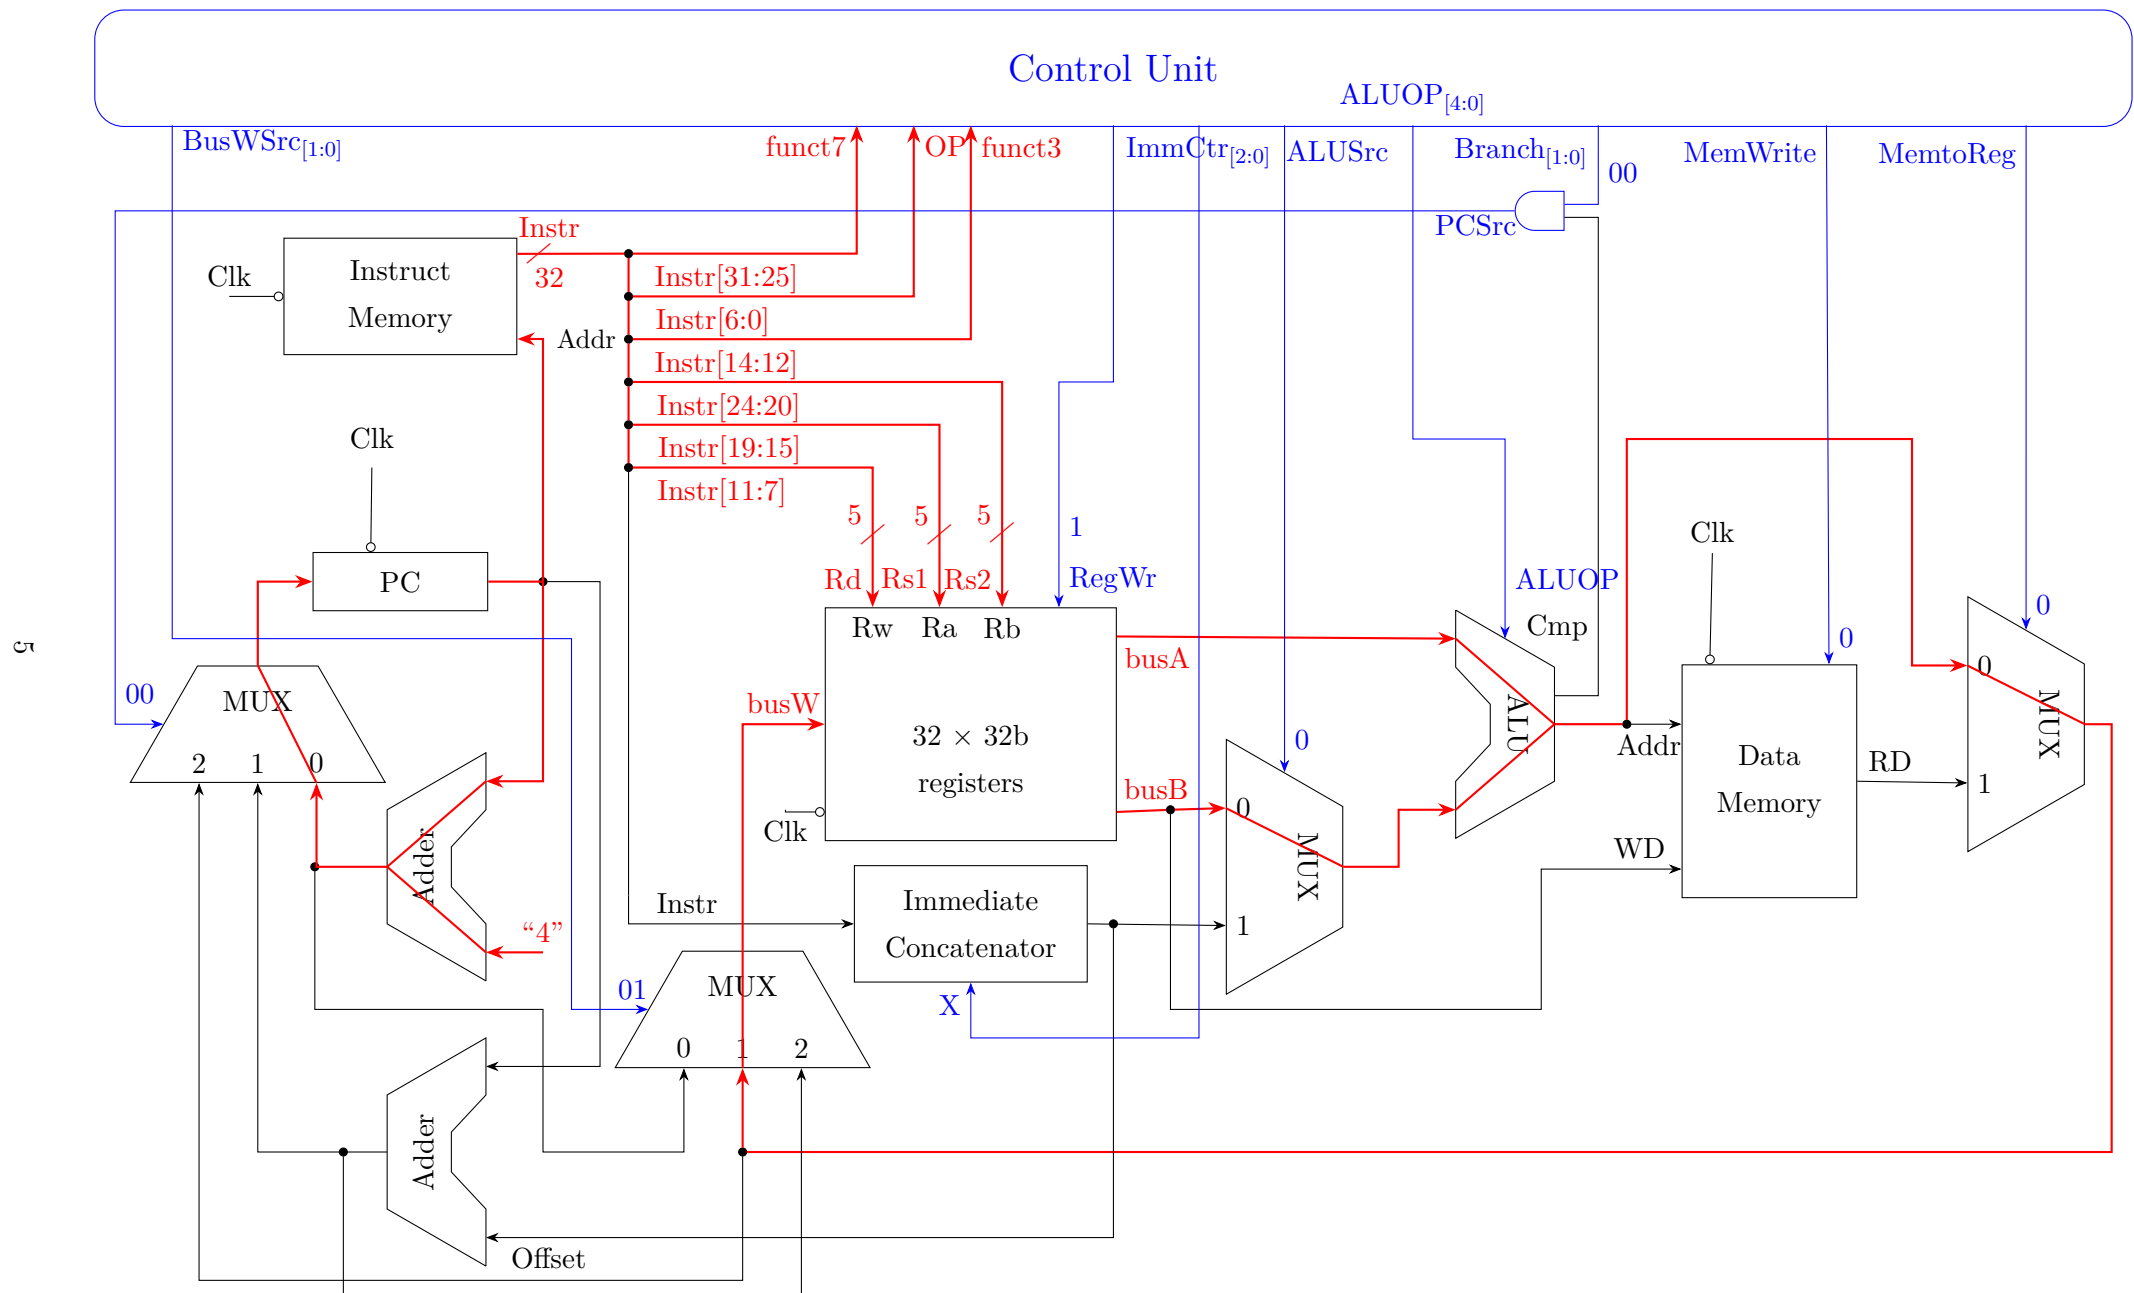 Control Unit
ALUOP[4:0]
BusWSrc[1:0]
funct7
OP
funct3
ImmCtr[2:0]
ALUSrc
Branch[1:0]
MemWrite
MemtoReg
00
PCSrc
Instr
32
Clk
Instruct
Memory
Addr
Instr[31:25]
Instr[6:0]
Instr[14:12]
Instr[24:20]
Instr[19:15]
Instr[11:7]
Clk
5
5
5
1
Clk
PC
Rd
Rs1
Rs2
RegWr
ALUOP
Cmp
0
0
5
Rw
Ra
Rb
busA
0
MUX
00
MUX
busW
ALU
MUX
2
1
0
32 × 32b
registers
0
Addr
Data
Memory
RD
1
busB
0
Clk
Adder
MUX
WD
"4"
Instr
Immediate
Concatenator
1
01
MUX
X
0
1
2
Adder
Offset